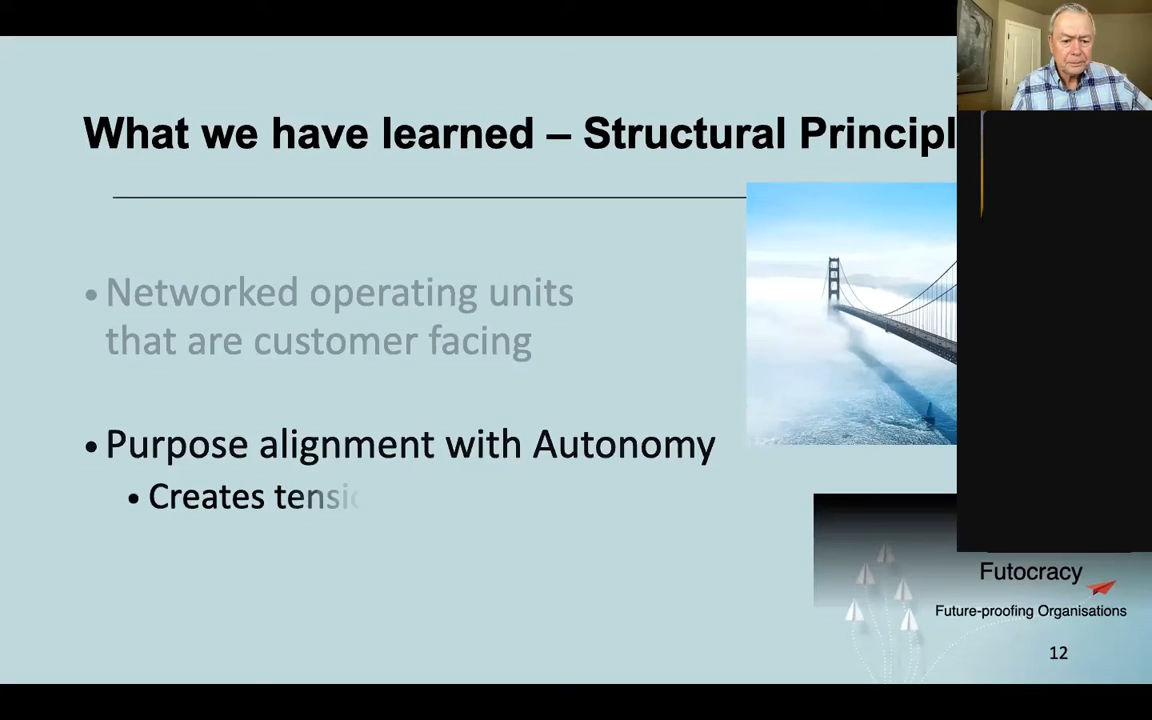 What we have learned – Structural Principl
• Networked operating units
that are customer facing
• Purpose alignment with Autonomy
• Creates tensi
Futocracy
Future-proofing Organisations
12